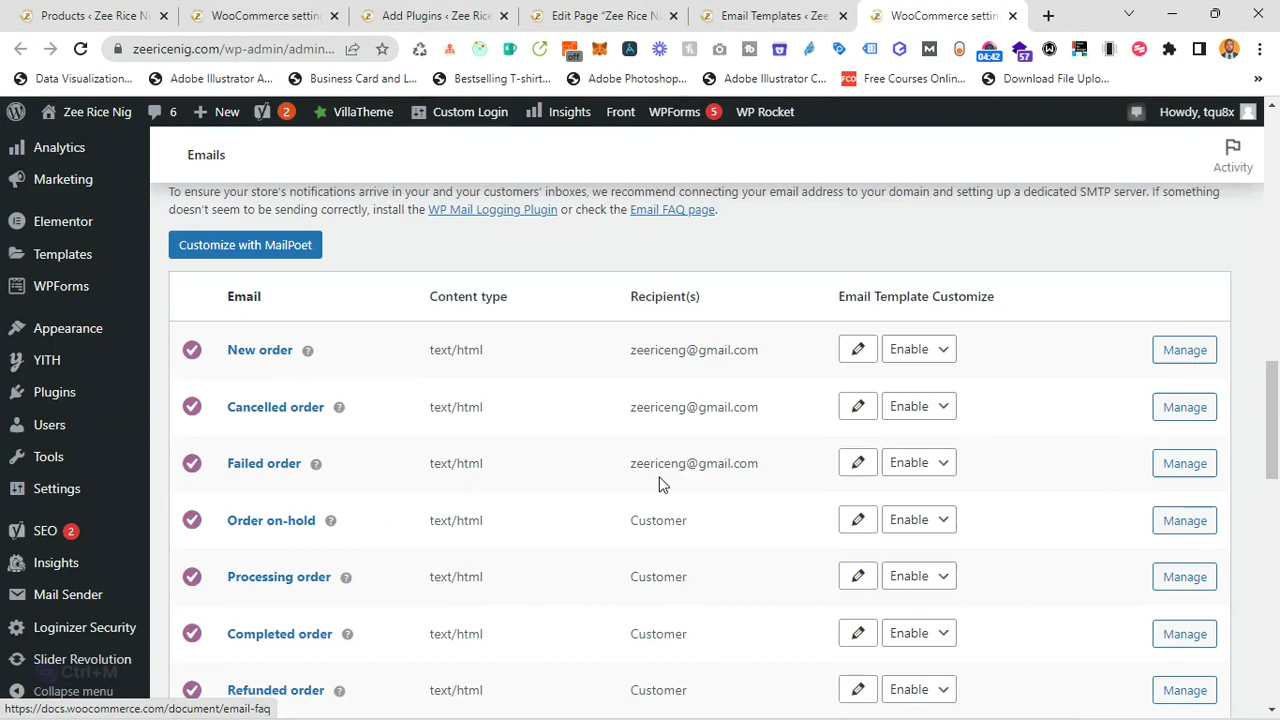 Products ‹ Zee Rice Ni
WooCommerce settin
Add Plugins ‹ Zee Rice
Edit Page "Zee Rice Ni
Email Templates ‹ Zee
WooCommerce settin
zeericenig.com/wp-admin/admin...
off
04:42
57
Data Visualization...
Adobe Illustrator A...
Business Card and L...
Bestselling T-shirt...
Adobe Photoshop...
Adobe Illustrator C...
FCO
Free Courses Onlin...
Download File Uplo...
»
Zee Rice Nig
6
New
2
VillaTheme
Custom Login
Insights
Front
WPForms
5
WP Rocket
Howdy, tqu8x
Analytics
Marketing
Elementor
Templates
WPForms
Appearance
YITH
Plugins
Users
Tools
Settings
SEO
2
Insights
Mail Sender
Loginizer Security
Slider Revolution
Ctrl+M
Collapse menu
Emails
Activity
To ensure your store's notifications arrive in your and your customers' inboxes, we recommend connecting your email address to your domain and setting up a dedicated SMTP server. If something
doesn't seem to be sending correctly, install the WP Mail Logging Plugin or check the Email FAQ page.
Customize with MailPoet
Email Content type Recipient(s) Email Template Customize
New order text/html zeericeng@gmail.com Enable Manage
Cancelled order text/html zeericeng@gmail.com Enable Manage
Failed order text/html zeericeng@gmail.com Enable Manage
Order on-hold text/html Customer Enable Manage
Processing order text/html Customer Enable Manage
Completed order text/html Customer Enable Manage
Refunded order text/html Customer Enable Manage
https://docs.woocommerce.com/document/email-faq